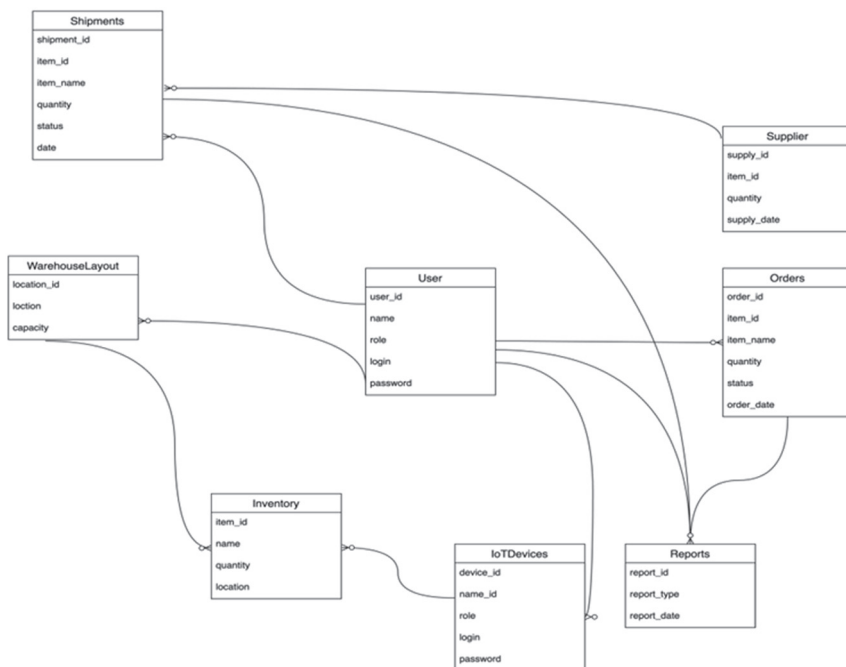 Shipments
shipment_id
item_id
item_name
quantity
status
date
Supplier
supply_id
item_id
quantity
supply_date
WarehouseLayout
location_id
loction
capacity
User
user_id
name
role
login
password
Orders
order_id
item_id
item_name
quantity
status
order_date
Inventory
item_id
name
quantity
location
IoTDevices
device_id
name_id
role
login
password
Reports
report_id
report_type
report_date